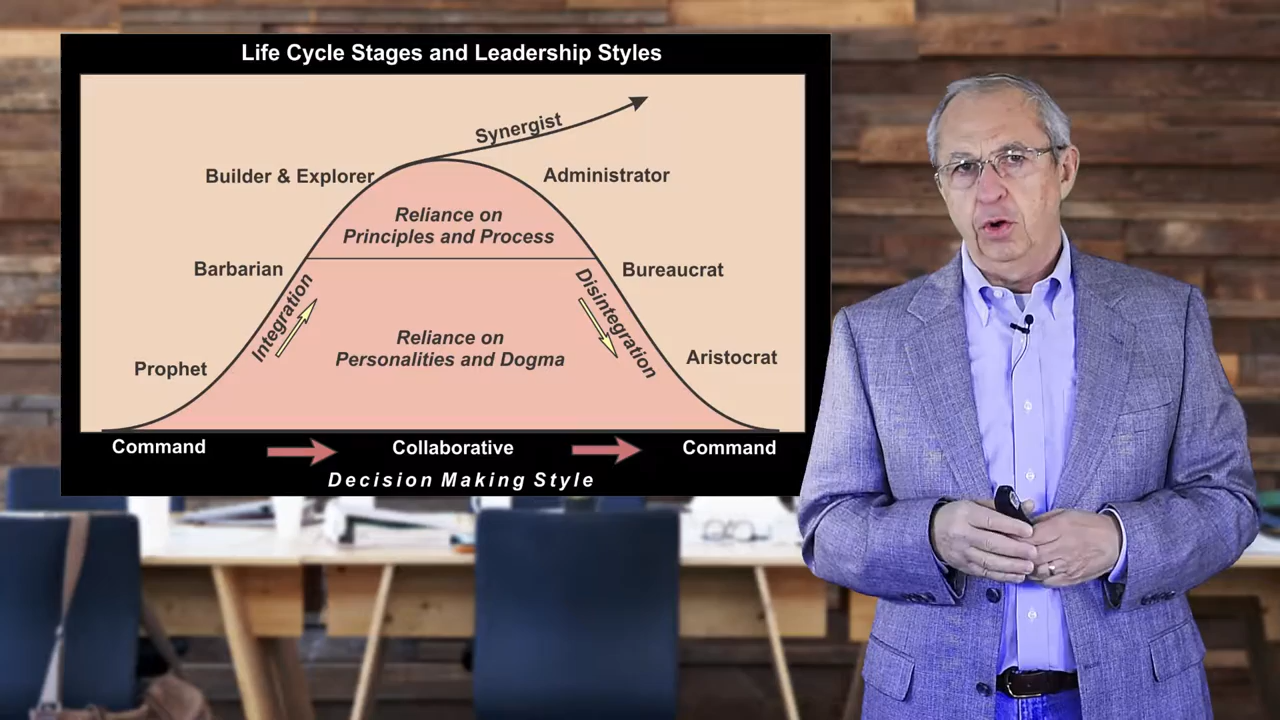 Life Cycle Stages and Leadership Styles
Synergist
Builder & Explorer
Administrator
Reliance on
Principles and Process
Barbarian
Bureaucrat
Integration
Disintegration
Reliance on
Personalities and Dogma
Prophet
Aristocrat
Command
Collaborative
Command
Decision Making Style